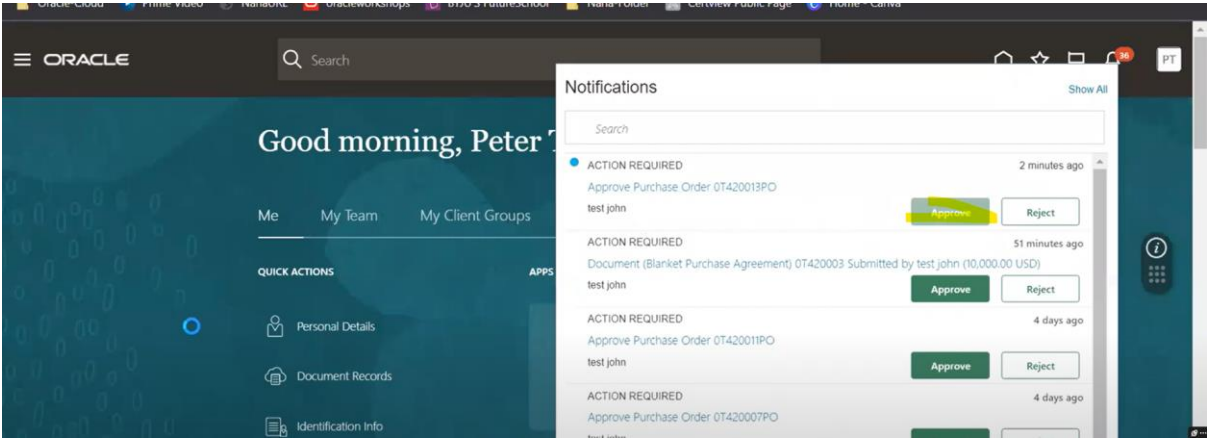 Oracle-Cloud Prime Video NanaURL oracleworkshops BYJU'S FutureSchool Nana-Folder Certview Public Page Home - Canva
ORACLE Search 36 PT
Notifications Show All
Search
Good morning, Peter
ACTION REQUIRED 2 minutes ago
Approve Purchase Order 0T420013PO
test john Approve Reject
Me My Team My Client Groups
ACTION REQUIRED 51 minutes ago
Document (Blanket Purchase Agreement) 0T420003 Submitted by test john (10,000.00 USD)
QUICK ACTIONS APPS
test john Approve Reject
ACTION REQUIRED 4 days ago
Personal Details
Approve Purchase Order 0T420011PO
test john Approve Reject
Document Records
ACTION REQUIRED 4 days ago
Approve Purchase Order 0T420007PO
Identification Info
test john